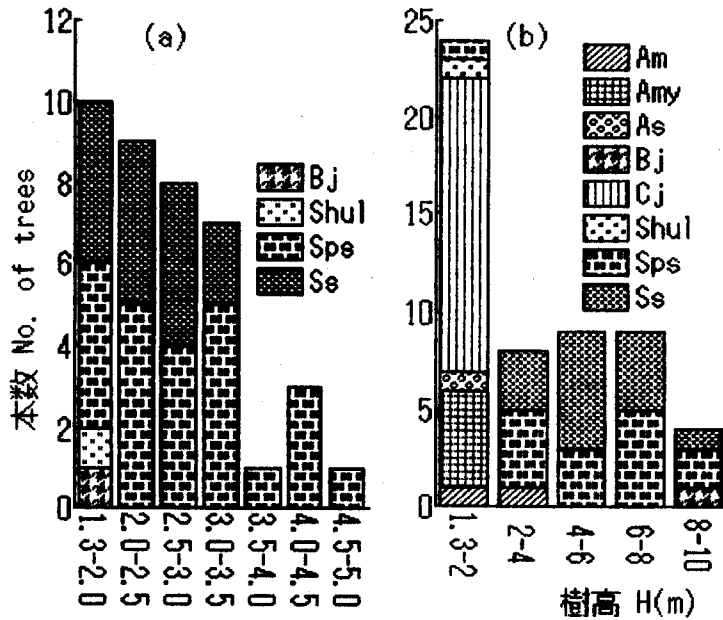 (a)
本数 No. of trees
12
10
8
6
4
2
0
Bj
Shul
Sps
Ss
1.3-2.0
2.0-2.5
2.5-3.0
3.0-3.5
3.5-4.0
4.0-4.5
4.5-5.0
(b)
25
20
15
10
5
0
Am
Amy
As
Bj
Cj
Shul
Sps
Ss
1.3-2
2-4
4-6
6-8
8-10
樹高 H(m)